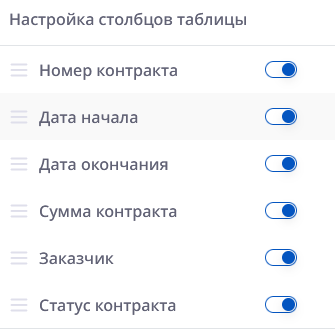 Настройка столбцов таблицы
Номер контракта
Дата начала
Дата окончания
Сумма контракта
Заказчик
Статус контракта